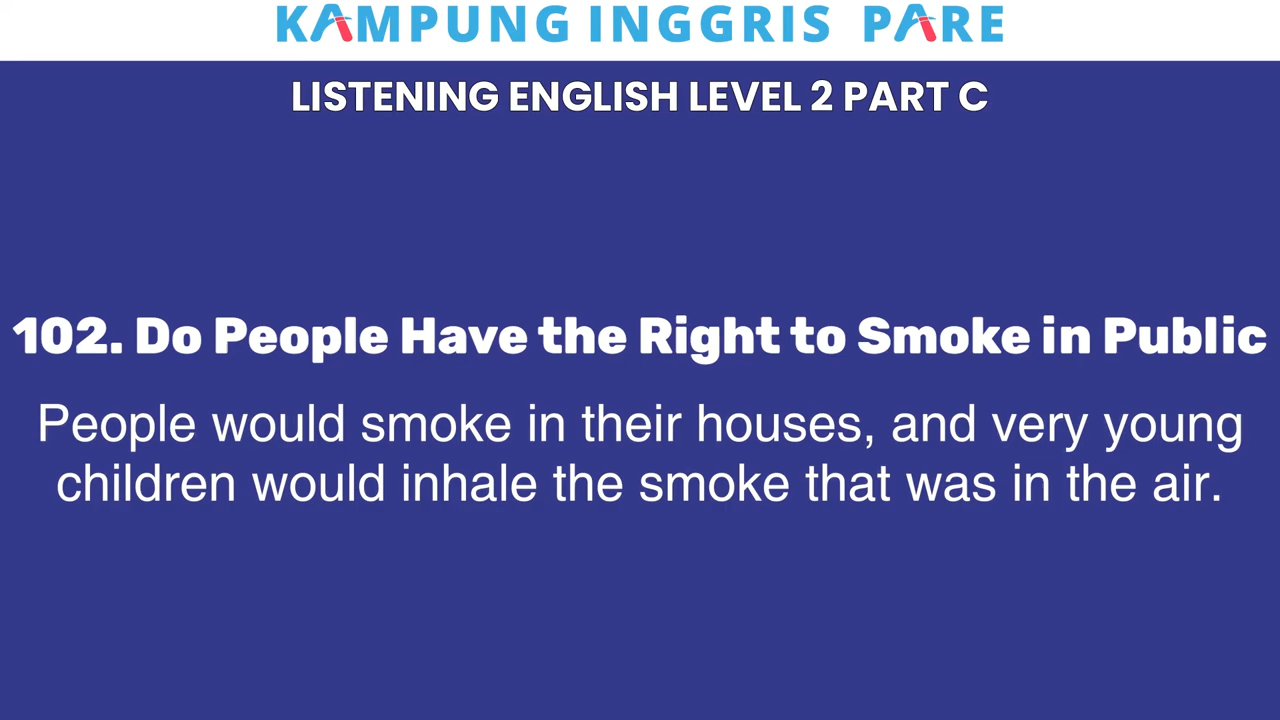 KAMPUNG INGGRIS PARE
LISTENING ENGLISH LEVEL 2 PART C
102. Do People Have the Right to Smoke in Public
People would smoke in their houses, and very young
children would inhale the smoke that was in the air.